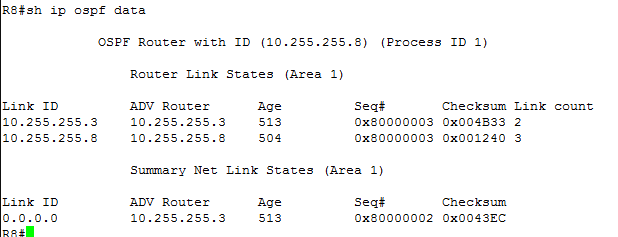 R8#sh ip ospf data
OSPF Router with ID (10.255.255.8) (Process ID 1)
Router Link States (Area 1)
Link ID ADV Router Age Seq# Checksum Link count
10.255.255.3 10.255.255.3 513 0x80000003 0x004B33 2
10.255.255.8 10.255.255.8 504 0x80000003 0x001240 3
Summary Net Link States (Area 1)
Link ID ADV Router Age Seq# Checksum
0.0.0.0 10.255.255.3 513 0x80000002 0x0043EC
R8#